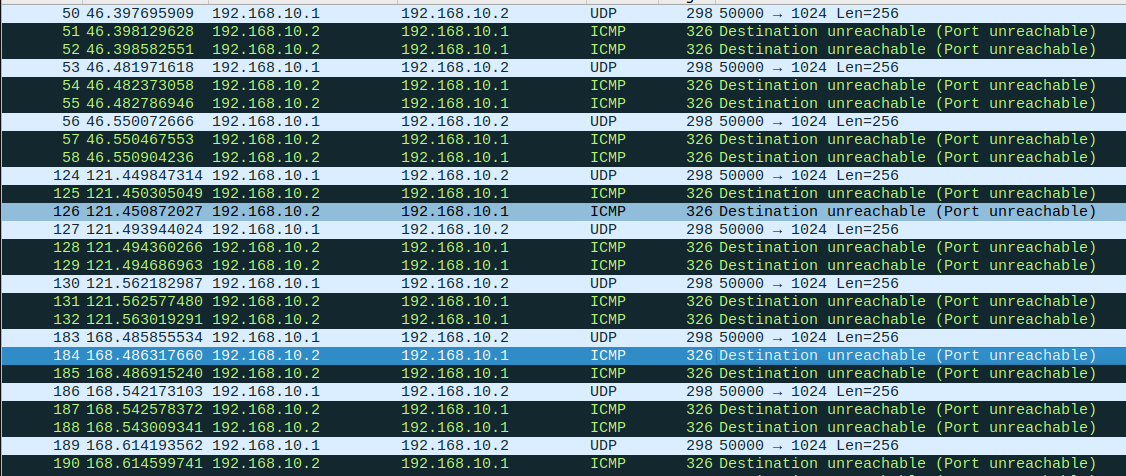 50 46.397695909 192.168.10.1 192.168.10.2 UDP 298 50000 → 1024 Len=256
51 46.398129628 192.168.10.2 192.168.10.1 ICMP 326 Destination unreachable (Port unreachable)
52 46.398582551 192.168.10.2 192.168.10.1 ICMP 326 Destination unreachable (Port unreachable)
53 46.481971618 192.168.10.1 192.168.10.2 UDP 298 50000 → 1024 Len=256
54 46.482373058 192.168.10.2 192.168.10.1 ICMP 326 Destination unreachable (Port unreachable)
55 46.482786946 192.168.10.2 192.168.10.1 ICMP 326 Destination unreachable (Port unreachable)
56 46.550072666 192.168.10.1 192.168.10.2 UDP 298 50000 → 1024 Len=256
57 46.550467553 192.168.10.2 192.168.10.1 ICMP 326 Destination unreachable (Port unreachable)
58 46.550904236 192.168.10.2 192.168.10.1 ICMP 326 Destination unreachable (Port unreachable)
124 121.449847314 192.168.10.1 192.168.10.2 UDP 298 50000 → 1024 Len=256
125 121.450305049 192.168.10.2 192.168.10.1 ICMP 326 Destination unreachable (Port unreachable)
126 121.450872027 192.168.10.2 192.168.10.1 ICMP 326 Destination unreachable (Port unreachable)
127 121.493944024 192.168.10.1 192.168.10.2 UDP 298 50000 → 1024 Len=256
128 121.494360266 192.168.10.2 192.168.10.1 ICMP 326 Destination unreachable (Port unreachable)
129 121.494686963 192.168.10.2 192.168.10.1 ICMP 326 Destination unreachable (Port unreachable)
130 121.562182987 192.168.10.1 192.168.10.2 UDP 298 50000 → 1024 Len=256
131 121.562577480 192.168.10.2 192.168.10.1 ICMP 326 Destination unreachable (Port unreachable)
132 121.563019291 192.168.10.2 192.168.10.1 ICMP 326 Destination unreachable (Port unreachable)
183 168.485855534 192.168.10.1 192.168.10.2 UDP 298 50000 → 1024 Len=256
184 168.486317660 192.168.10.2 192.168.10.1 ICMP 326 Destination unreachable (Port unreachable)
185 168.486915240 192.168.10.2 192.168.10.1 ICMP 326 Destination unreachable (Port unreachable)
186 168.542173103 192.168.10.1 192.168.10.2 UDP 298 50000 → 1024 Len=256
187 168.542578372 192.168.10.2 192.168.10.1 ICMP 326 Destination unreachable (Port unreachable)
188 168.543009341 192.168.10.2 192.168.10.1 ICMP 326 Destination unreachable (Port unreachable)
189 168.614193562 192.168.10.1 192.168.10.2 UDP 298 50000 → 1024 Len=256
190 168.614599741 192.168.10.2 192.168.10.1 ICMP 326 Destination unreachable (Port unreachable)